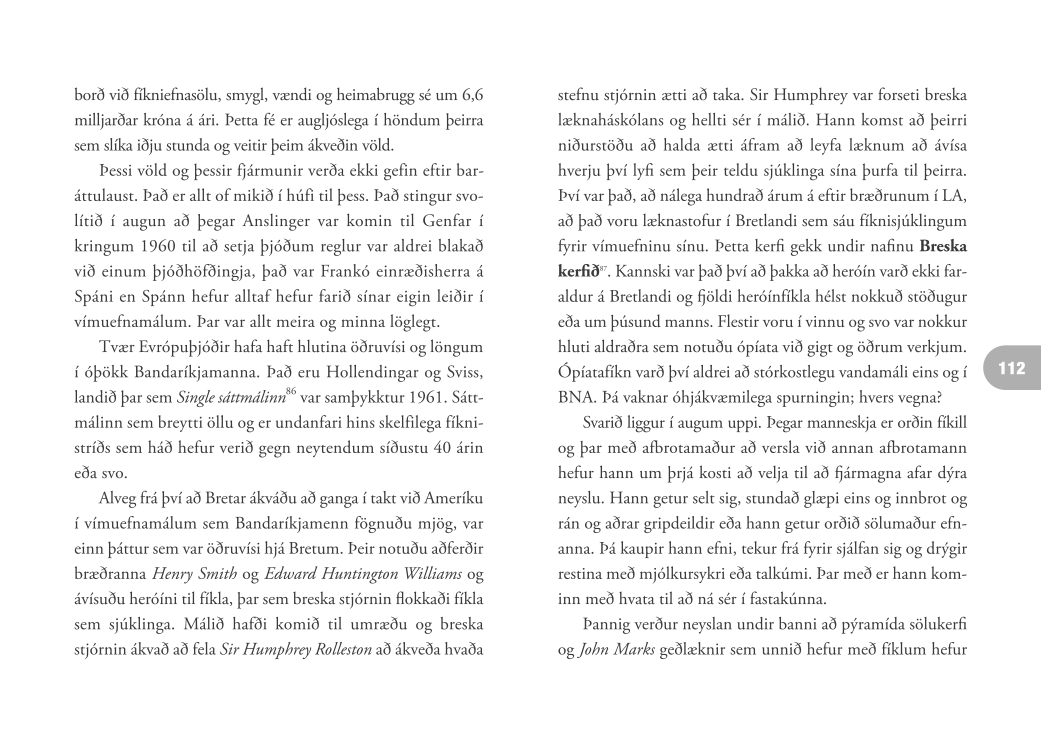 borð við fíkniefnasölu, smygl, vændi og heimabrugg sé um 6,6
milljarðar króna á ári. Þetta fé er augljóslega í höndum þeirra
sem slíka iðju stunda og veitir þeim ákveðin völd.
Þessi völd og þessir fjármunir verða ekki gefin eftir bar-
áttulaust. Það er allt of mikið í húfi til þess. Það stingur svo-
lítið í augun að þegar Anslinger var komin til Genfar í
kringum 1960 til að setja þjóðum reglur var aldrei blakað
við einum þjóðhöfðingja, það var Frankó einræðisherra á
Spáni en Spánn hefur alltaf hefur farið sínar eigin leiðir í
vímuefnamálum. Þar var allt meira og minna löglegt.
Tvær Evrópuþjóðir hafa haft hlutina öðruvísi og löngum
í óþökk Bandaríkjamanna. Það eru Hollendingar og Sviss,
landið þar sem Single sáttmálinn86 var samþykktur 1961. Sátt-
málinn sem breytti öllu og er undanfari hins skelfilega fíkni-
stríðs sem háð hefur verið gegn neytendum síðustu 40 árin
eða svo.
Alveg frá því að Bretar ákváðu að ganga í takt við Ameríku
í vímuefnamálum sem Bandaríkjamenn fögnuðu mjög, var
einn þáttur sem var öðruvísi hjá Bretum. Þeir notuðu aðferðir
bræðranna Henry Smith og Edward Huntington Williams og
ávísuðu heróíni til fíkla, þar sem breska stjórnin flokkaði fíkla
sem sjúklinga. Málið hafði komið til umræðu og breska
stjórnin ákvað að fela Sir Humphrey Rolleston að ákveða hvaða
stefnu stjórnin ætti að taka. Sir Humphrey var forseti breska
læknaháskólans og hellti sér í málið. Hann komst að þeirri
niðurstöðu að halda ætti áfram að leyfa læknum að ávísa
hverju því lyfi sem þeir teldu sjúklinga sína þurfa til þeirra.
Því var það, að nálega hundrað árum á eftir bræðrunum í LA,
að það voru læknastofur í Bretlandi sem sáu fíknisjúklingum
fyrir vímuefninu sínu. Þetta kerfi gekk undir nafinu Breska
kerfið87. Kannski var það því að þakka að heróín varð ekki far-
aldur á Bretlandi og fjöldi heróínfíkla hélst nokkuð stöðugur
eða um þúsund manns. Flestir voru í vinnu og svo var nokkur
hluti aldraðra sem notuðu ópíata við gigt og öðrum verkjum.
Ópíatafíkn varð því aldrei að stórkostlegu vandamáli eins og í
BNA. Þá vaknar óhjákvæmilega spurningin; hvers vegna?
Svarið liggur í augum uppi. Þegar manneskja er orðin fíkill
og þar með afbrotamaður að versla við annan afbrotamann
hefur hann um þrjá kosti að velja til að fjármagna afar dýra
neyslu. Hann getur selt sig, stundað glæpi eins og innbrot og
rán og aðrar gripdeildir eða hann getur orðið sölumaður efn-
anna. Þá kaupir hann efni, tekur frá fyrir sjálfan sig og drýgir
restina með mjólkursykri eða talkúmi. Þar með er hann kom-
inn með hvata til að ná sér í fastakúnna.
Þannig verður neyslan undir banni að pýramída sölukerfi
og John Marks geðlæknir sem unnið hefur með fíklum hefur
112